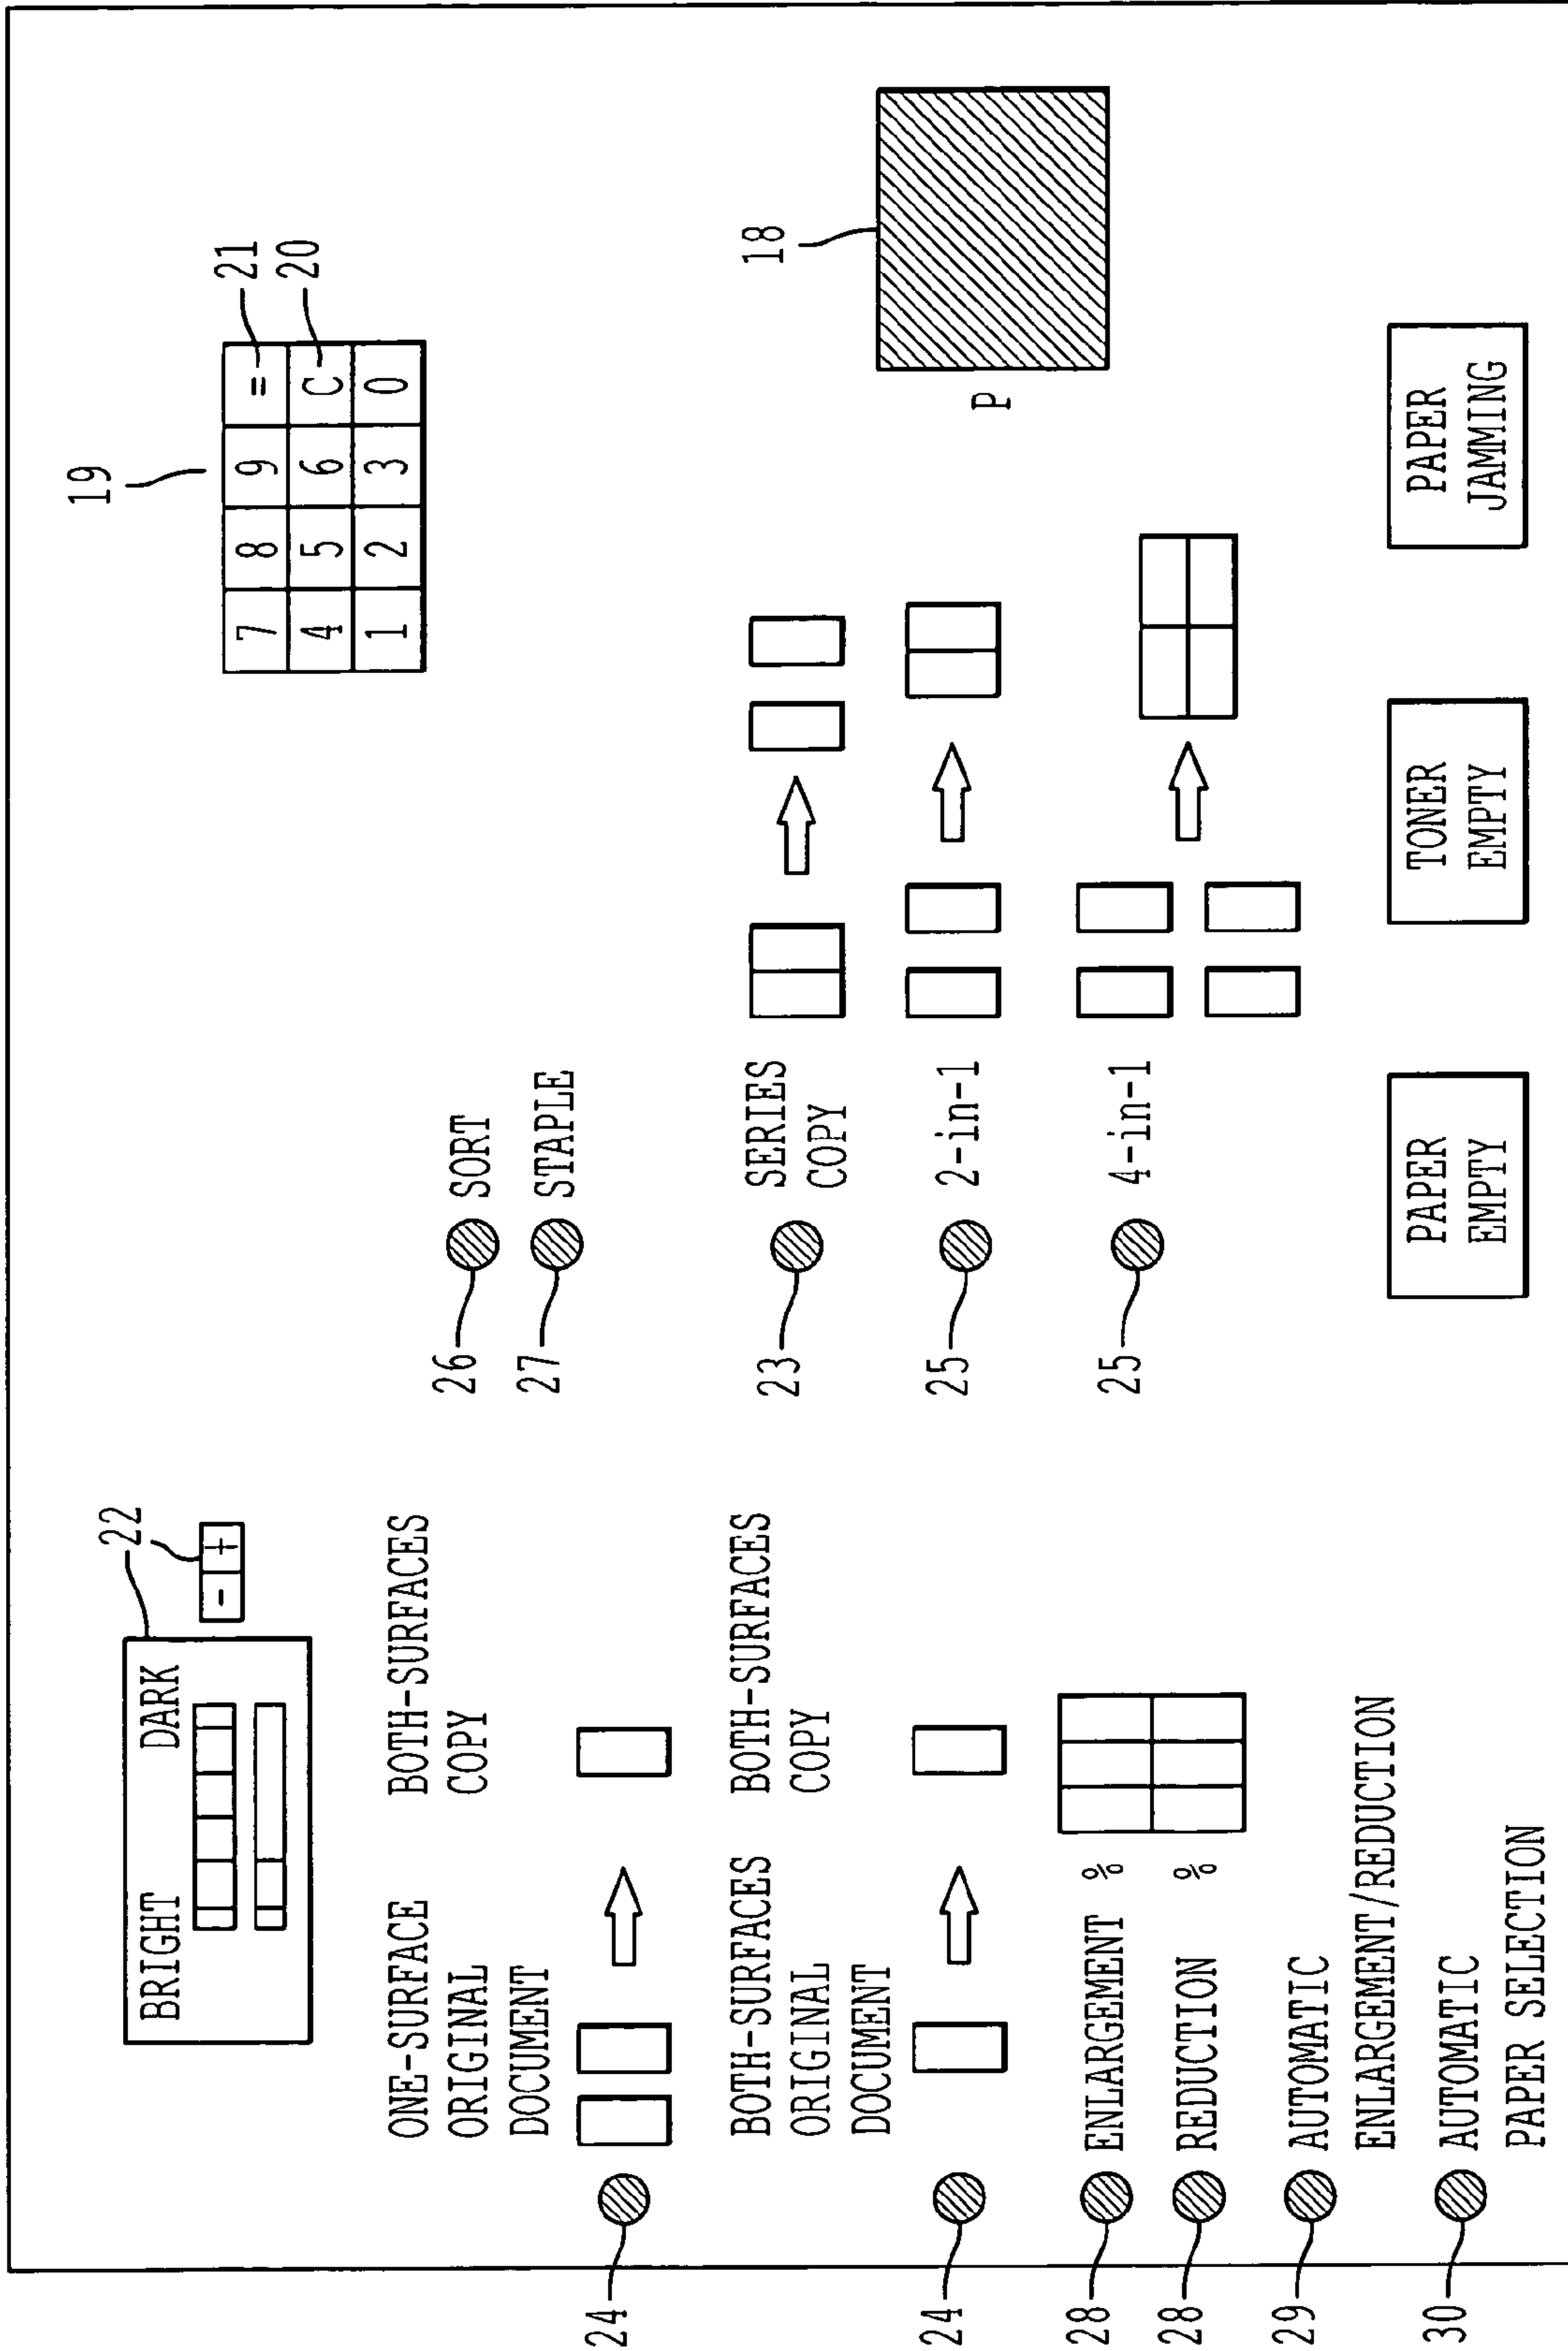 22
BRIGHT DARK
- +
19
7 8 9 = 21
4 5 6 C 20
1 2 3 0
ONE-SURFACE
ORIGINAL
DOCUMENT
BOTH-SURFACES
COPY
24
26 SORT
27 STAPLE
BOTH-SURFACES
ORIGINAL
DOCUMENT
BOTH-SURFACES
COPY
24
23 SERIES
COPY
25 2-in-1
25 4-in-1
18
P
28 ENLARGEMENT %
28 REDUCTION %
29 AUTOMATIC
ENLARGEMENT/REDUCTION
30 AUTOMATIC
PAPER SELECTION
PAPER
EMPTY
TONER
EMPTY
PAPER
JAMMING